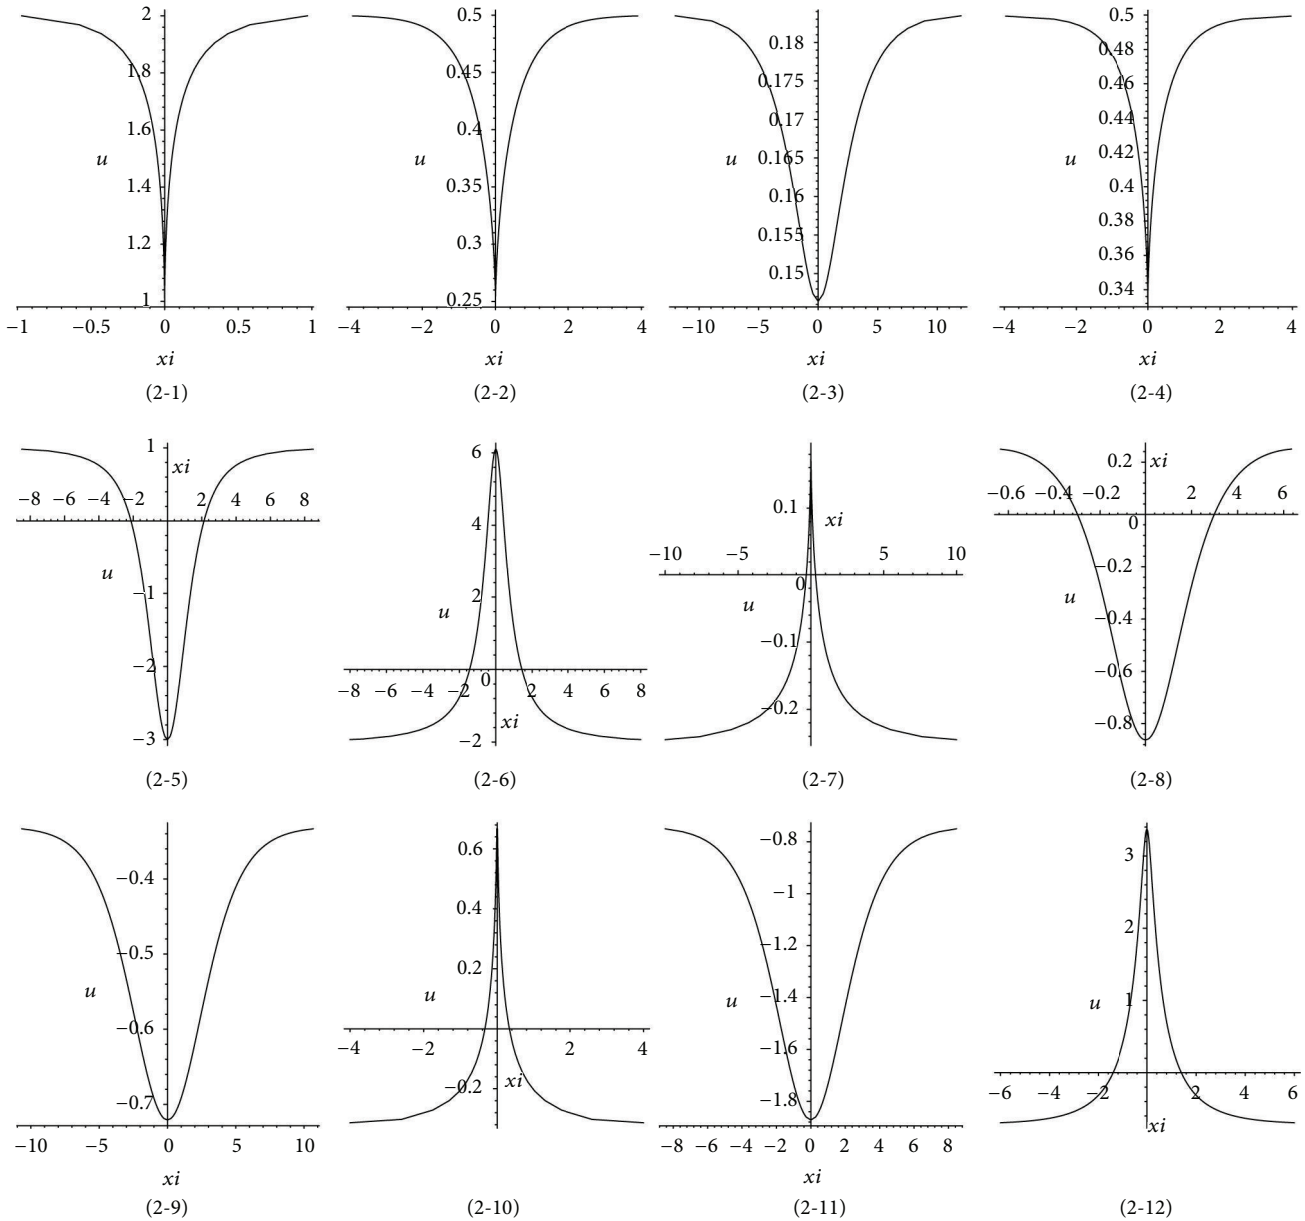 2
1.8
1.6
u
1.4
1.2
1
−1 −0.5 0 0.5 1
xi
(2-1)
0.5
0.45
0.4
u
0.35
0.3
0.25
−4 −2 0 2 4
xi
(2-2)
0.18
0.175
0.17
u
0.165
0.16
0.155
0.15
−10 −5 0 5 10
xi
(2-3)
0.5
0.48
0.46
0.44
u
0.42
0.4
0.38
0.36
0.34
−4 −2 0 2 4
xi
(2-4)
1
xi
−8 −6 −4 −2 2 4 6 8
u
−1
−2
−3
(2-5)
6
4
2
u
0
−8 −6 −4 −2 2 4 6 8
xi
−2
(2-6)
0.1
xi
−10 −5 5 10
0
u
−0.1
−0.2
(2-7)
0.2
xi
−0.6 −0.4 −0.2 2 4 6
0
−0.2
u
−0.4
−0.6
−0.8
(2-8)
−0.4
−0.5
u
−0.6
−0.7
−10 −5 0 5 10
xi
(2-9)
0.6
0.4
0.2
u
−4 −2 2 4
xi
−0.2
(2-10)
−0.8
−1
−1.2
u
−1.4
−1.6
−1.8
−8 −6 −4 −2 0 2 4 6 8
xi
(2-11)
3
2
u
1
−6 −4 −2 2 4 6
xi
(2-12)